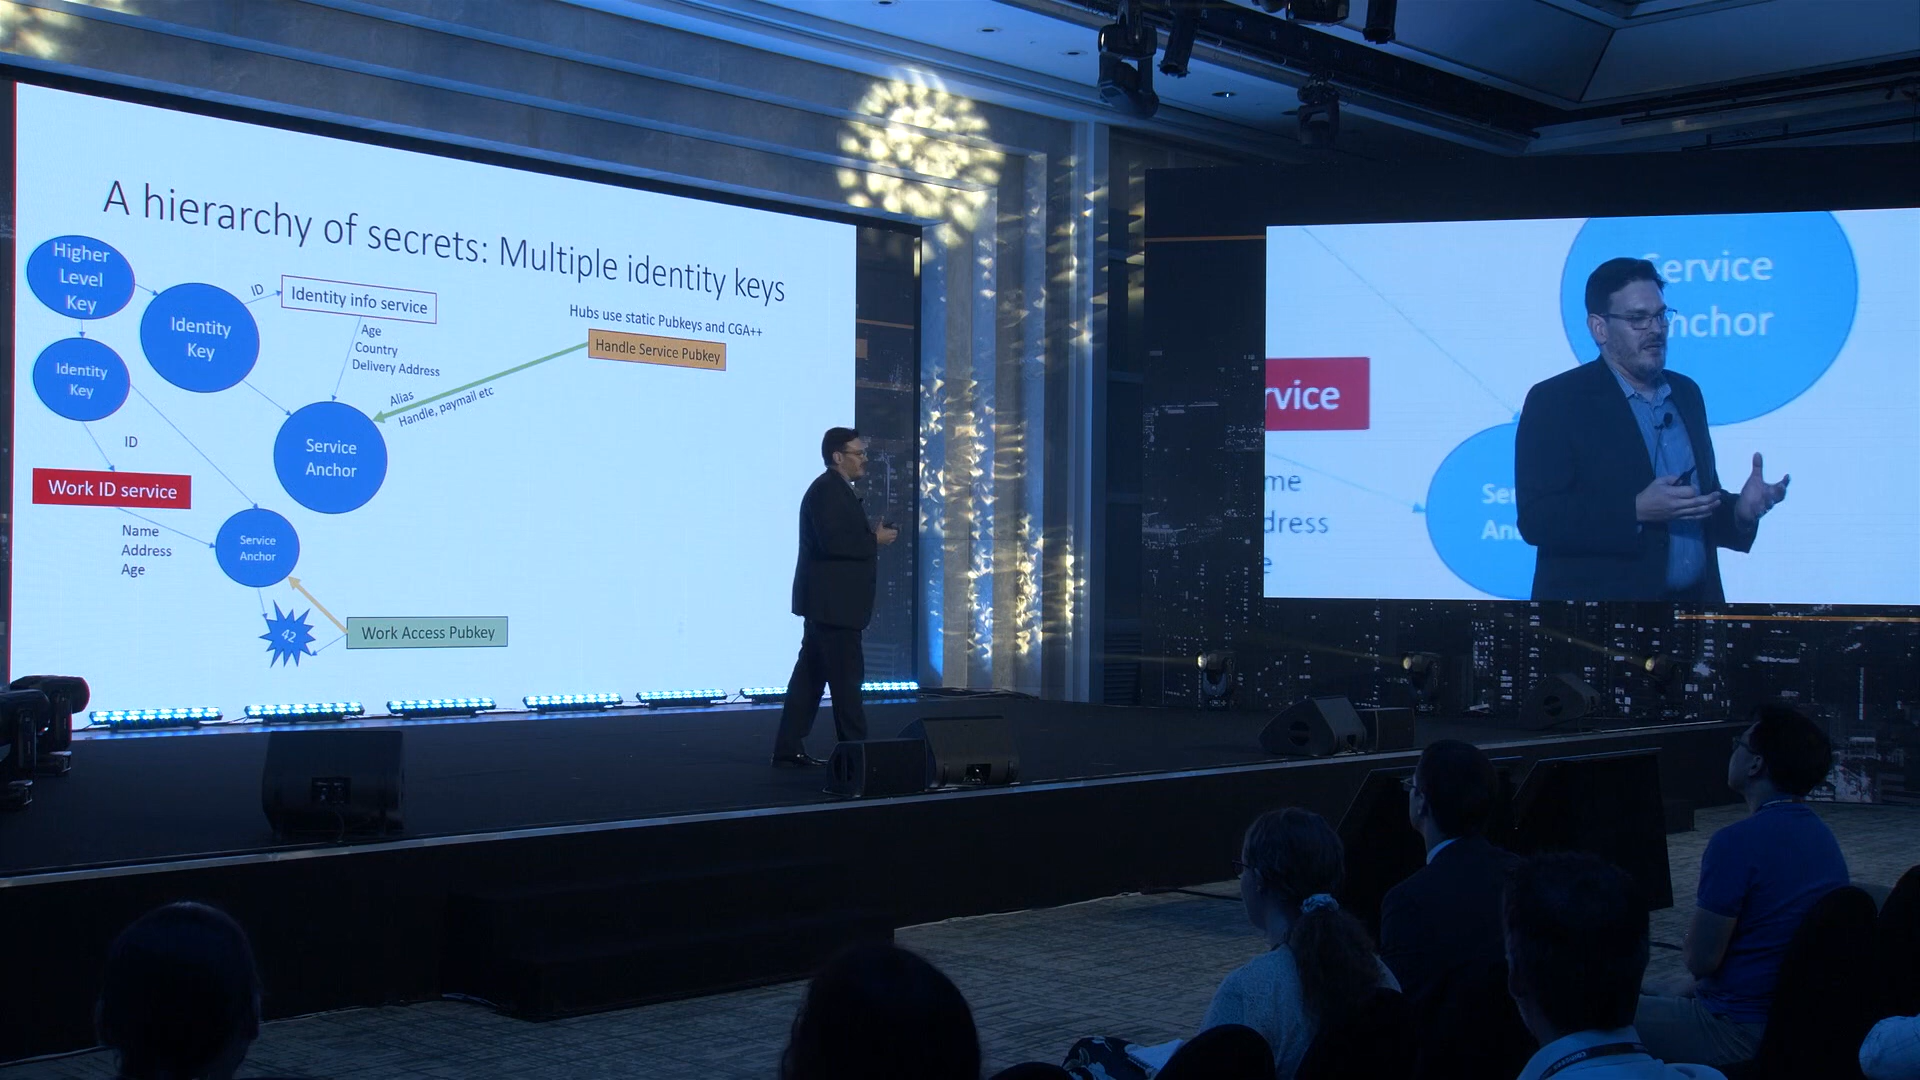 A hierarchy of secrets: Multiple identity keys
Higher
Level
Key
Identity
Key
ID
Identity info service
Age
Country
Delivery Address
Hubs use static Pubkeys and CGA++
Handle Service Pubkey
Alias
Handle, paymail etc
Identity
Key
ID
Service
Anchor
Work ID service
Name
Address
Age
Service
Anchor
42
Work Access Pubkey
Service
nchor
rvice
me
dress
e
Ser
An